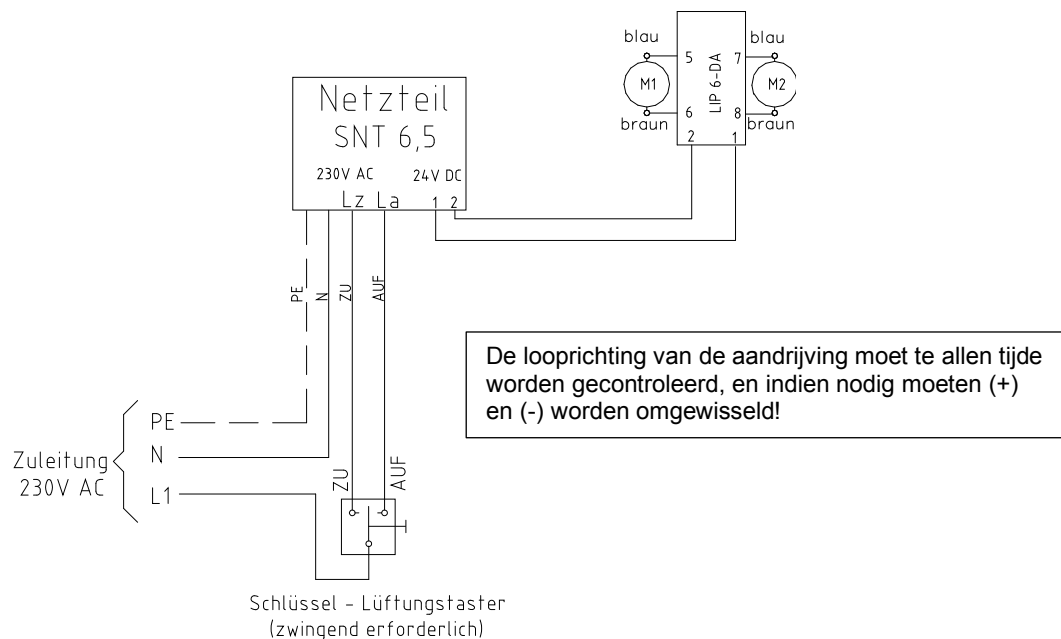 blau
blau
5
7
M1
LIP 6-DA
M2
6
8
braun
braun
2
1
Netzteil
SNT 6,5
230V AC
24V DC
Lz
La
1
2
PE
N
ZU
AUF
De looprichting van de aandrijving moet te allen tijde
worden gecontroleerd, en indien nodig moeten (+)
en (-) worden omgewisseld!
PE
N
L1
Zuleitung
230V AC
ZU
AUF
Schlüssel - Lüftungstaster
(zwingend erforderlich)